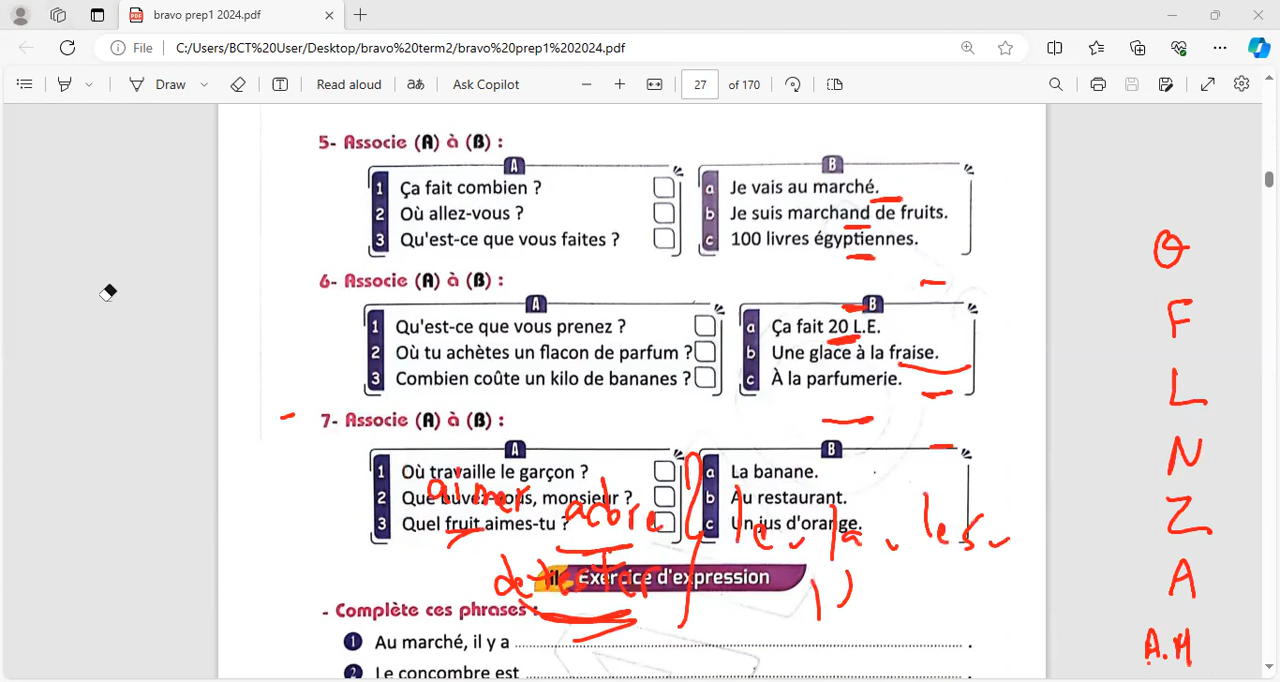 bravo prep1 2024.pdf
File C:/Users/BCT%20User/Desktop/bravo%20term2/bravo%20prep1%202024.pdf
Draw Read aloud aあ Ask Copilot 27 of 170
5- Associe (A) à (B) :
A B
1 Ça fait combien ? a Je vais au marché.
2 Où allez-vous ? b Je suis marchand de fruits.
3 Qu'est-ce que vous faites ? c 100 livres égyptiennes.
6- Associe (A) à (B) :
A B
1 Qu'est-ce que vous prenez ? a Ça fait 20 L.E.
2 Où tu achètes un flacon de parfum ? b Une glace à la fraise.
3 Combien coûte un kilo de bananes ? c À la parfumerie.
7- Associe (A) à (B) :
A B
1 Où travaille le garçon ? a La banane.
2 Que buvez-vous, monsieur ? b Au restaurant.
3 Quel fruit aimes-tu ? c Un jus d'orange.
aimer
adore
detester
le, la, les,
l'
Exercice d'expression
- Complète ces phrases :
1 Au marché, il y a .
2 Le concombre est .
F
L
N
Z
A
A.M